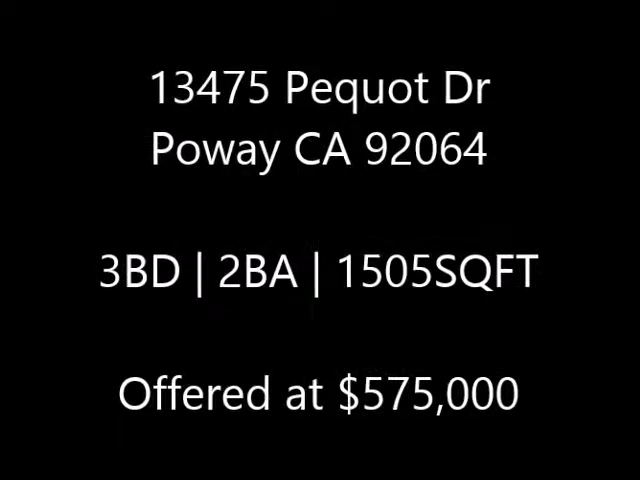 13475 Pequot Dr
Poway CA 92064
3BD | 2BA | 1505SQFT
Offered at $575,000